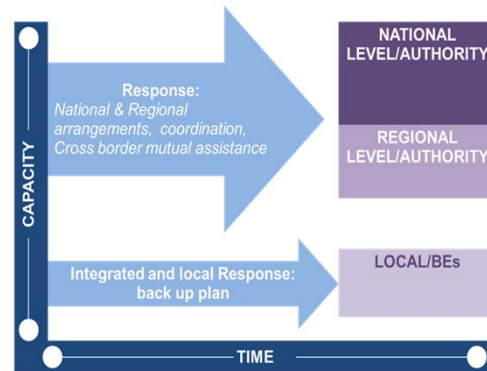 NATIONAL
LEVEL/AUTHORITY
Response:
National & Regional
arrangements, coordination,
Cross border mutual assistance
REGIONAL
LEVEL/AUTHORITY
CAPACITY
Integrated and local Response:
back up plan
LOCAL/BEs
TIME